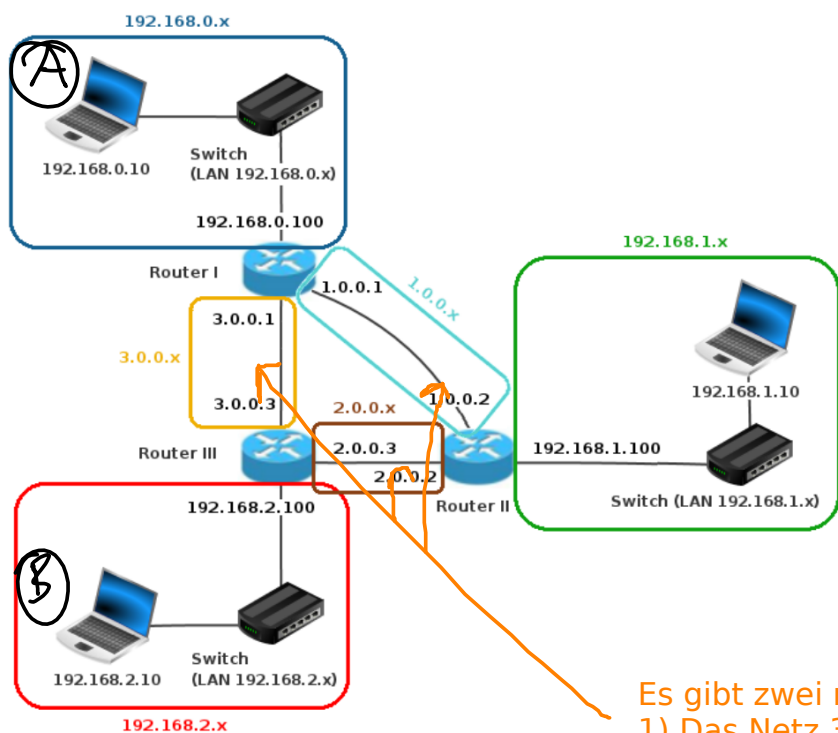 192.168.0.x
A
192.168.0.10
Switch
(LAN 192.168.0.x)
192.168.0.100
Router I
1.0.0.1
1.0.0.x
192.168.1.x
3.0.0.1
3.0.0.x
3.0.0.3
1.0.0.2
192.168.1.10
2.0.0.x
Router III
2.0.0.3
2.0.0.2
192.168.1.100
Router II
Switch (LAN 192.168.1.x)
192.168.2.100
B
192.168.2.10
Switch
(LAN 192.168.2.x)
192.168.2.x
Es gibt zwei
1) Das Netz 3